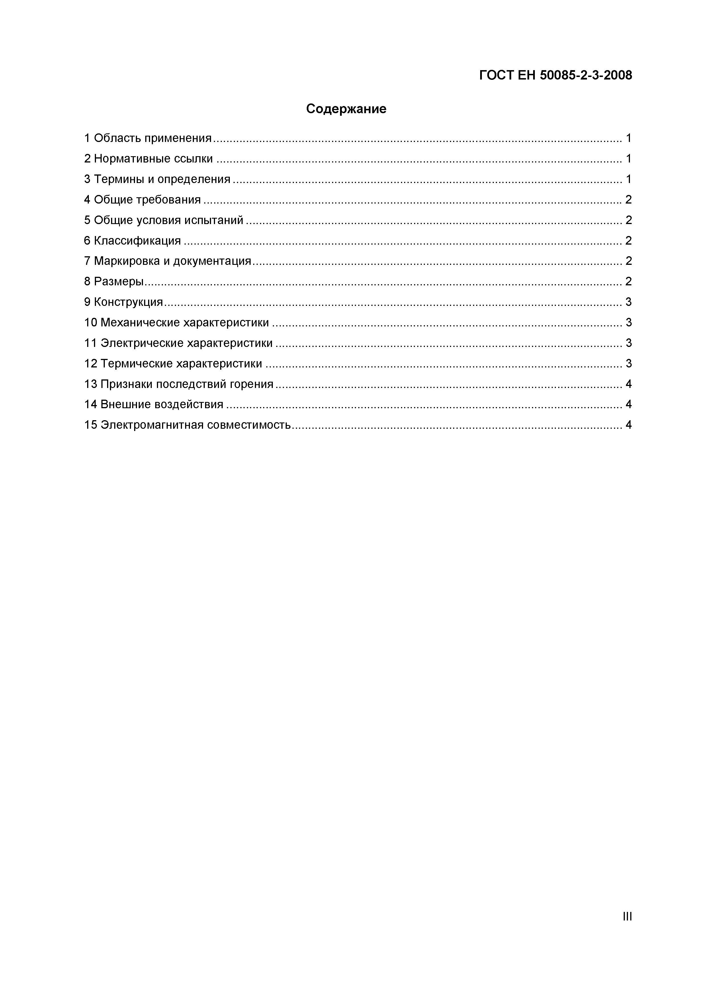 ГОСТ ЕН 50085-2-3-2008
Содержание
1 Область применения 1
2 Нормативные ссылки 1
3 Термины и определения 1
4 Общие требования 2
5 Общие условия испытаний 2
6 Классификация 2
7 Маркировка и документация 2
8 Размеры 2
9 Конструкция 3
10 Механические характеристики 3
11 Электрические характеристики 3
12 Термические характеристики 3
13 Признаки последствий горения 4
14 Внешние воздействия 4
15 Электромагнитная совместимость 4
III